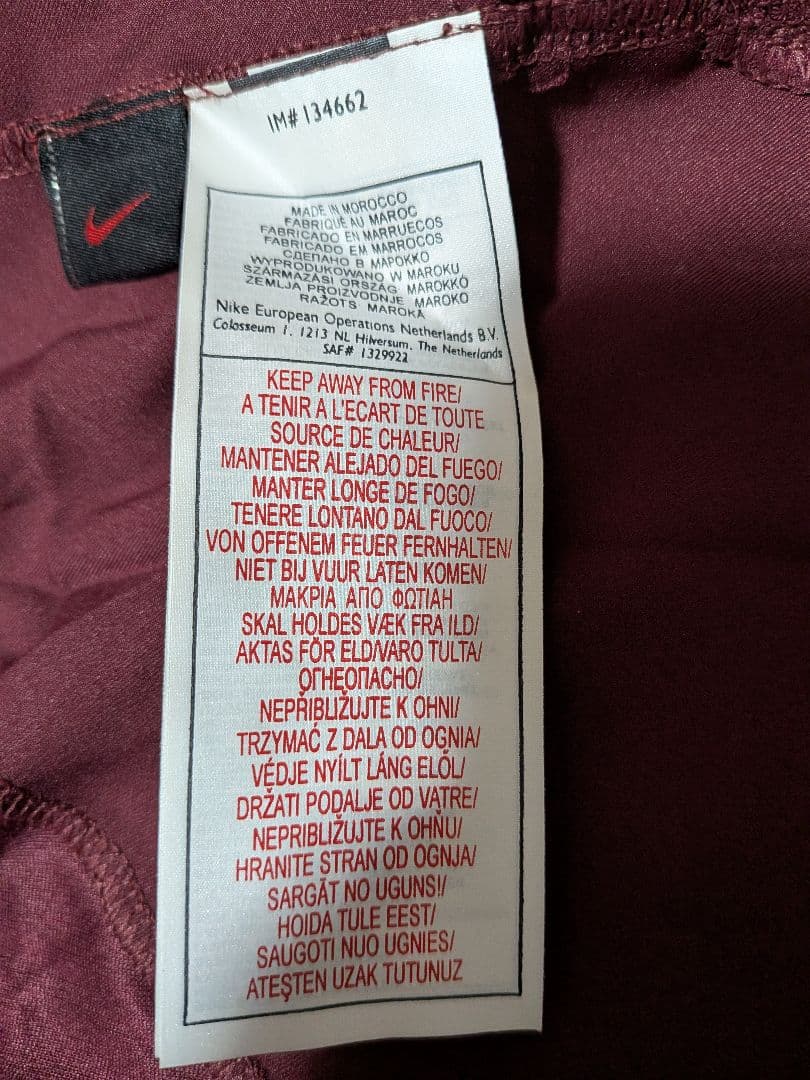 IM# 134662
MADE IN MOROCCO
FABRIQUÉ AU MAROC
FABRICADO EN MARRUECOS
FABRICADO EM MARROCOS
СДЕЛАНО В МАРОККО
WYPRODUKOWANO W MAROKU
SZÁRMAZÁSI ORSZÁG MAROKKÓ
ZEMLJA PROIZVODNJE MAROKO
RAŽOTS MAROKĀ
Nike European Operations Netherlands B.V.
Colosseum 1, 1213 NL Hilversum, The Netherlands
SAF# 1329922
KEEP AWAY FROM FIRE/
A TENIR A L'ECART DE TOUTE
SOURCE DE CHALEUR/
MANTENER ALEJADO DEL FUEGO/
MANTER LONGE DE FOGO/
TENERE LONTANO DAL FUOCO/
VON OFFENEM FEUER FERNHALTEN/
NIET BIJ VUUR LATEN KOMEN/
ΜΑΚΡΙΑ ΑΠΟ ΦΩΤΙΑΗ
SKAL HOLDES VÆK FRA ILD/
AKTAS FÖR ELD/VARO TULTA/
ОГНЕОПАСНО/
NEPŘIBLIŽUJTE K OHNI/
TRZYMAĆ Z DALA OD OGNIA/
VÉDJE NYÍLT LÁNG ELŐL/
DRŽATI PODALJE OD VATRE/
NEPRIBLIŽUJTE K OHŇU/
HRANITE STRAN OD OGNJA/
SARGĀT NO UGUNS!/
HOIDA TULE EEST/
SAUGOTI NUO UGNIES/
ATEŞTEN UZAK TUTUNUZ